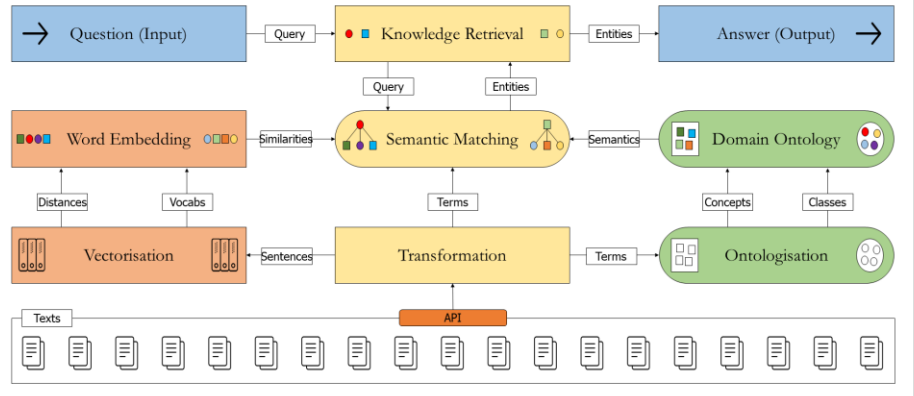 Question (Input)
Query
Knowledge Retrieval
Entities
Answer (Output)
Query
Entities
Word Embedding
Similarities
Semantic Matching
Semantics
Domain Ontology
Distances
Vocabs
Terms
Concepts
Classes
Vectorisation
Sentences
Transformation
Terms
Ontologisation
Texts
API